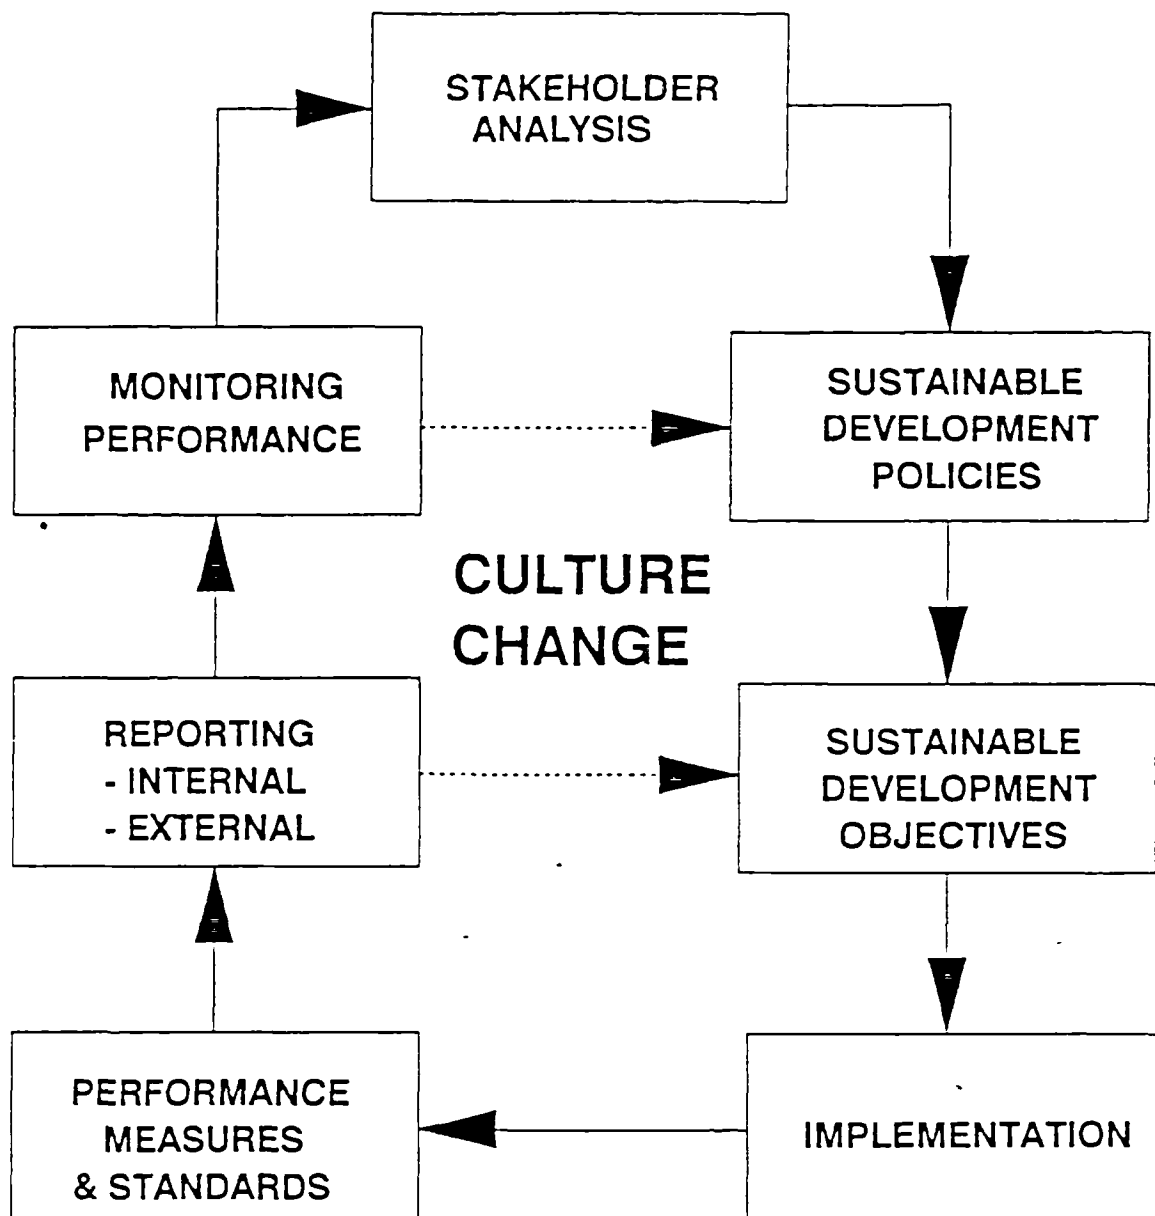 STAKEHOLDER
ANALYSIS
MONITORING
PERFORMANCE
SUSTAINABLE
DEVELOPMENT
POLICIES
CULTURE
CHANGE
REPORTING
- INTERNAL
- EXTERNAL
SUSTAINABLE
DEVELOPMENT
OBJECTIVES
PERFORMANCE
MEASURES
& STANDARDS
IMPLEMENTATION